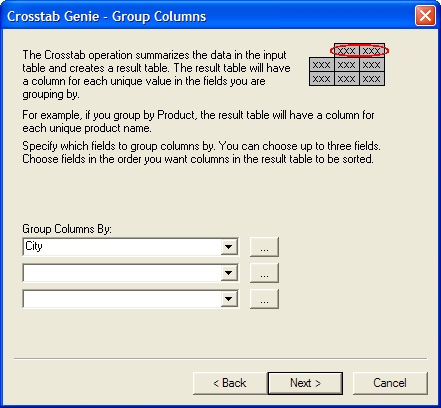 Crosstab Genie - Group Columns
The Crosstab operation summarizes the data in the input
table and creates a result table. The result table will have
a column for each unique value in the fields you are
grouping by.
XXX XXX
XXX XXX XXX
XXX XXX XXX
For example, if you group by Product, the result table will have a column for
each unique product name.
Specify which fields to group columns by. You can choose up to three fields.
Choose fields in the order you want columns in the result table to be sorted.
Group Columns By:
City ...
...
...
< Back Next > Cancel